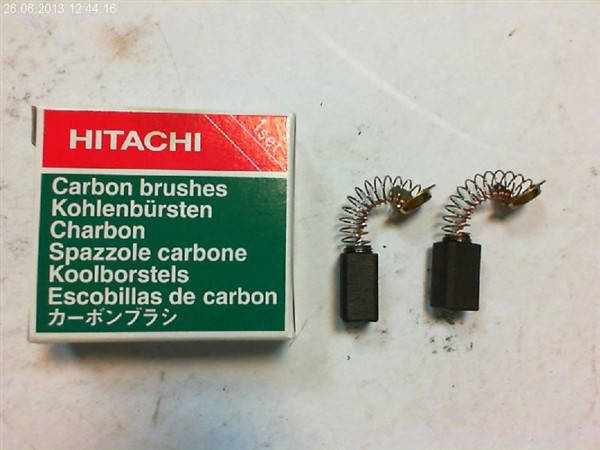 26.06.2013 12:44:16
HITACHI
1set
Carbon brushes
Kohlenbürsten
Charbon
Spazzole carbone
Koolborstels
Escobillas de carbon
カーボンブラシ